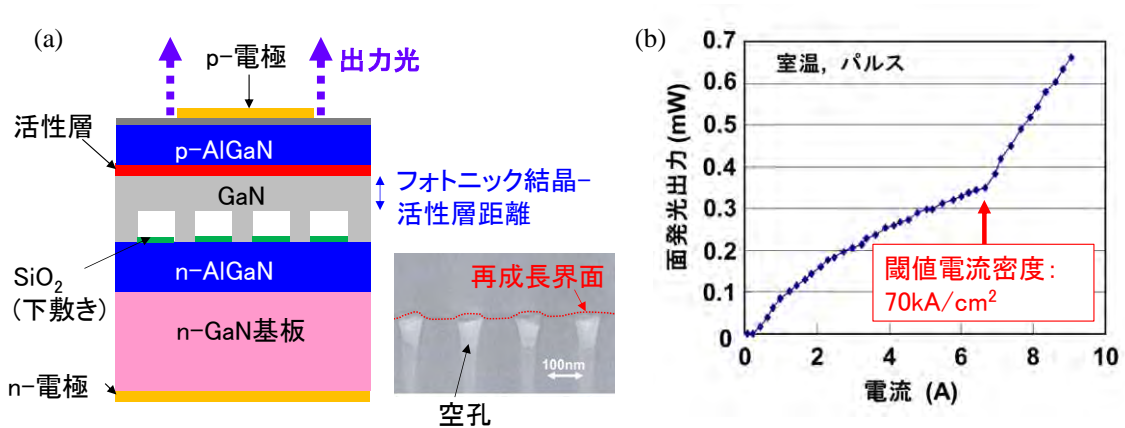 (a)
p-電極
出力光
活性層
p-AlGaN
GaN
フォトニック結晶-
活性層距離
SiO2
(下敷き)
n-AlGaN
n-GaN基板
n-電極
再成長界面
100nm
空孔
(b)
室温, パルス
面発光出力 (mW)
0.7
0.6
0.5
0.4
0.3
0.2
0.1
0
閾値電流密度:
70kA/cm2
0 2 4 6 8 10
電流 (A)